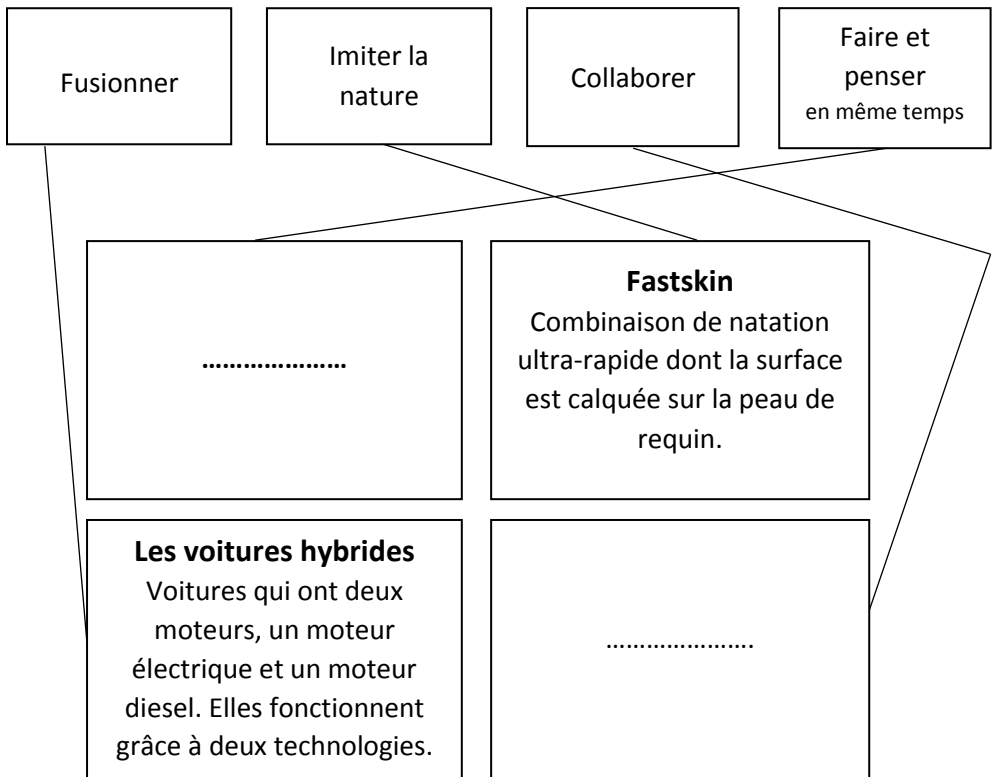 Fusionner
Imiter la
nature
Collaborer
Faire et
penser
en même temps
…………………
Fastskin
Combinaison de natation
ultra-rapide dont la surface
est calquée sur la peau de
requin.
Les voitures hybrides
Voitures qui ont deux
moteurs, un moteur
électrique et un moteur
diesel. Elles fonctionnent
grâce à deux technologies.
………………….